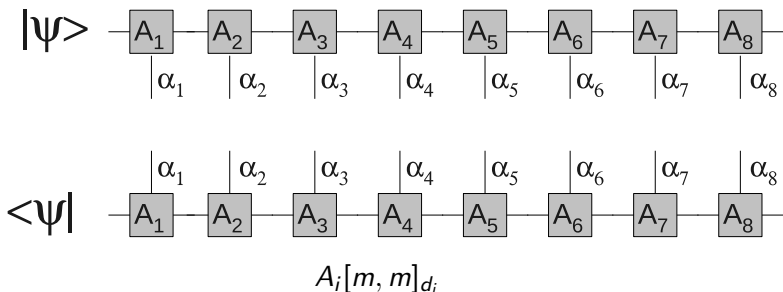 |ψ> A₁ A₂ A₃ A₄ A₅ A₆ A₇ A₈
α₁ α₂ α₃ α₄ α₅ α₆ α₇ α₈
α₁ α₂ α₃ α₄ α₅ α₆ α₇ α₈
<ψ| A₁ A₂ A₃ A₄ A₅ A₆ A₇ A₈
Aᵢ[m, m]_{dᵢ}